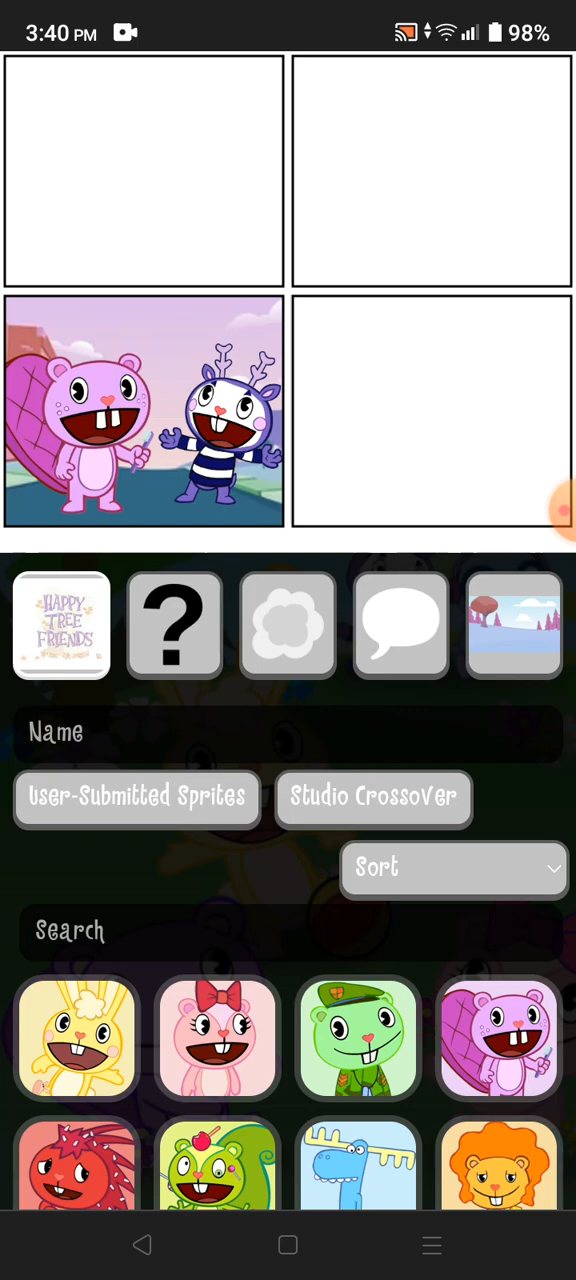 3:40 PM
98%
HAPPY
TREE
FRIENDS
?
Name
User-Submitted Sprites
Studio Crossover
Sort
Search